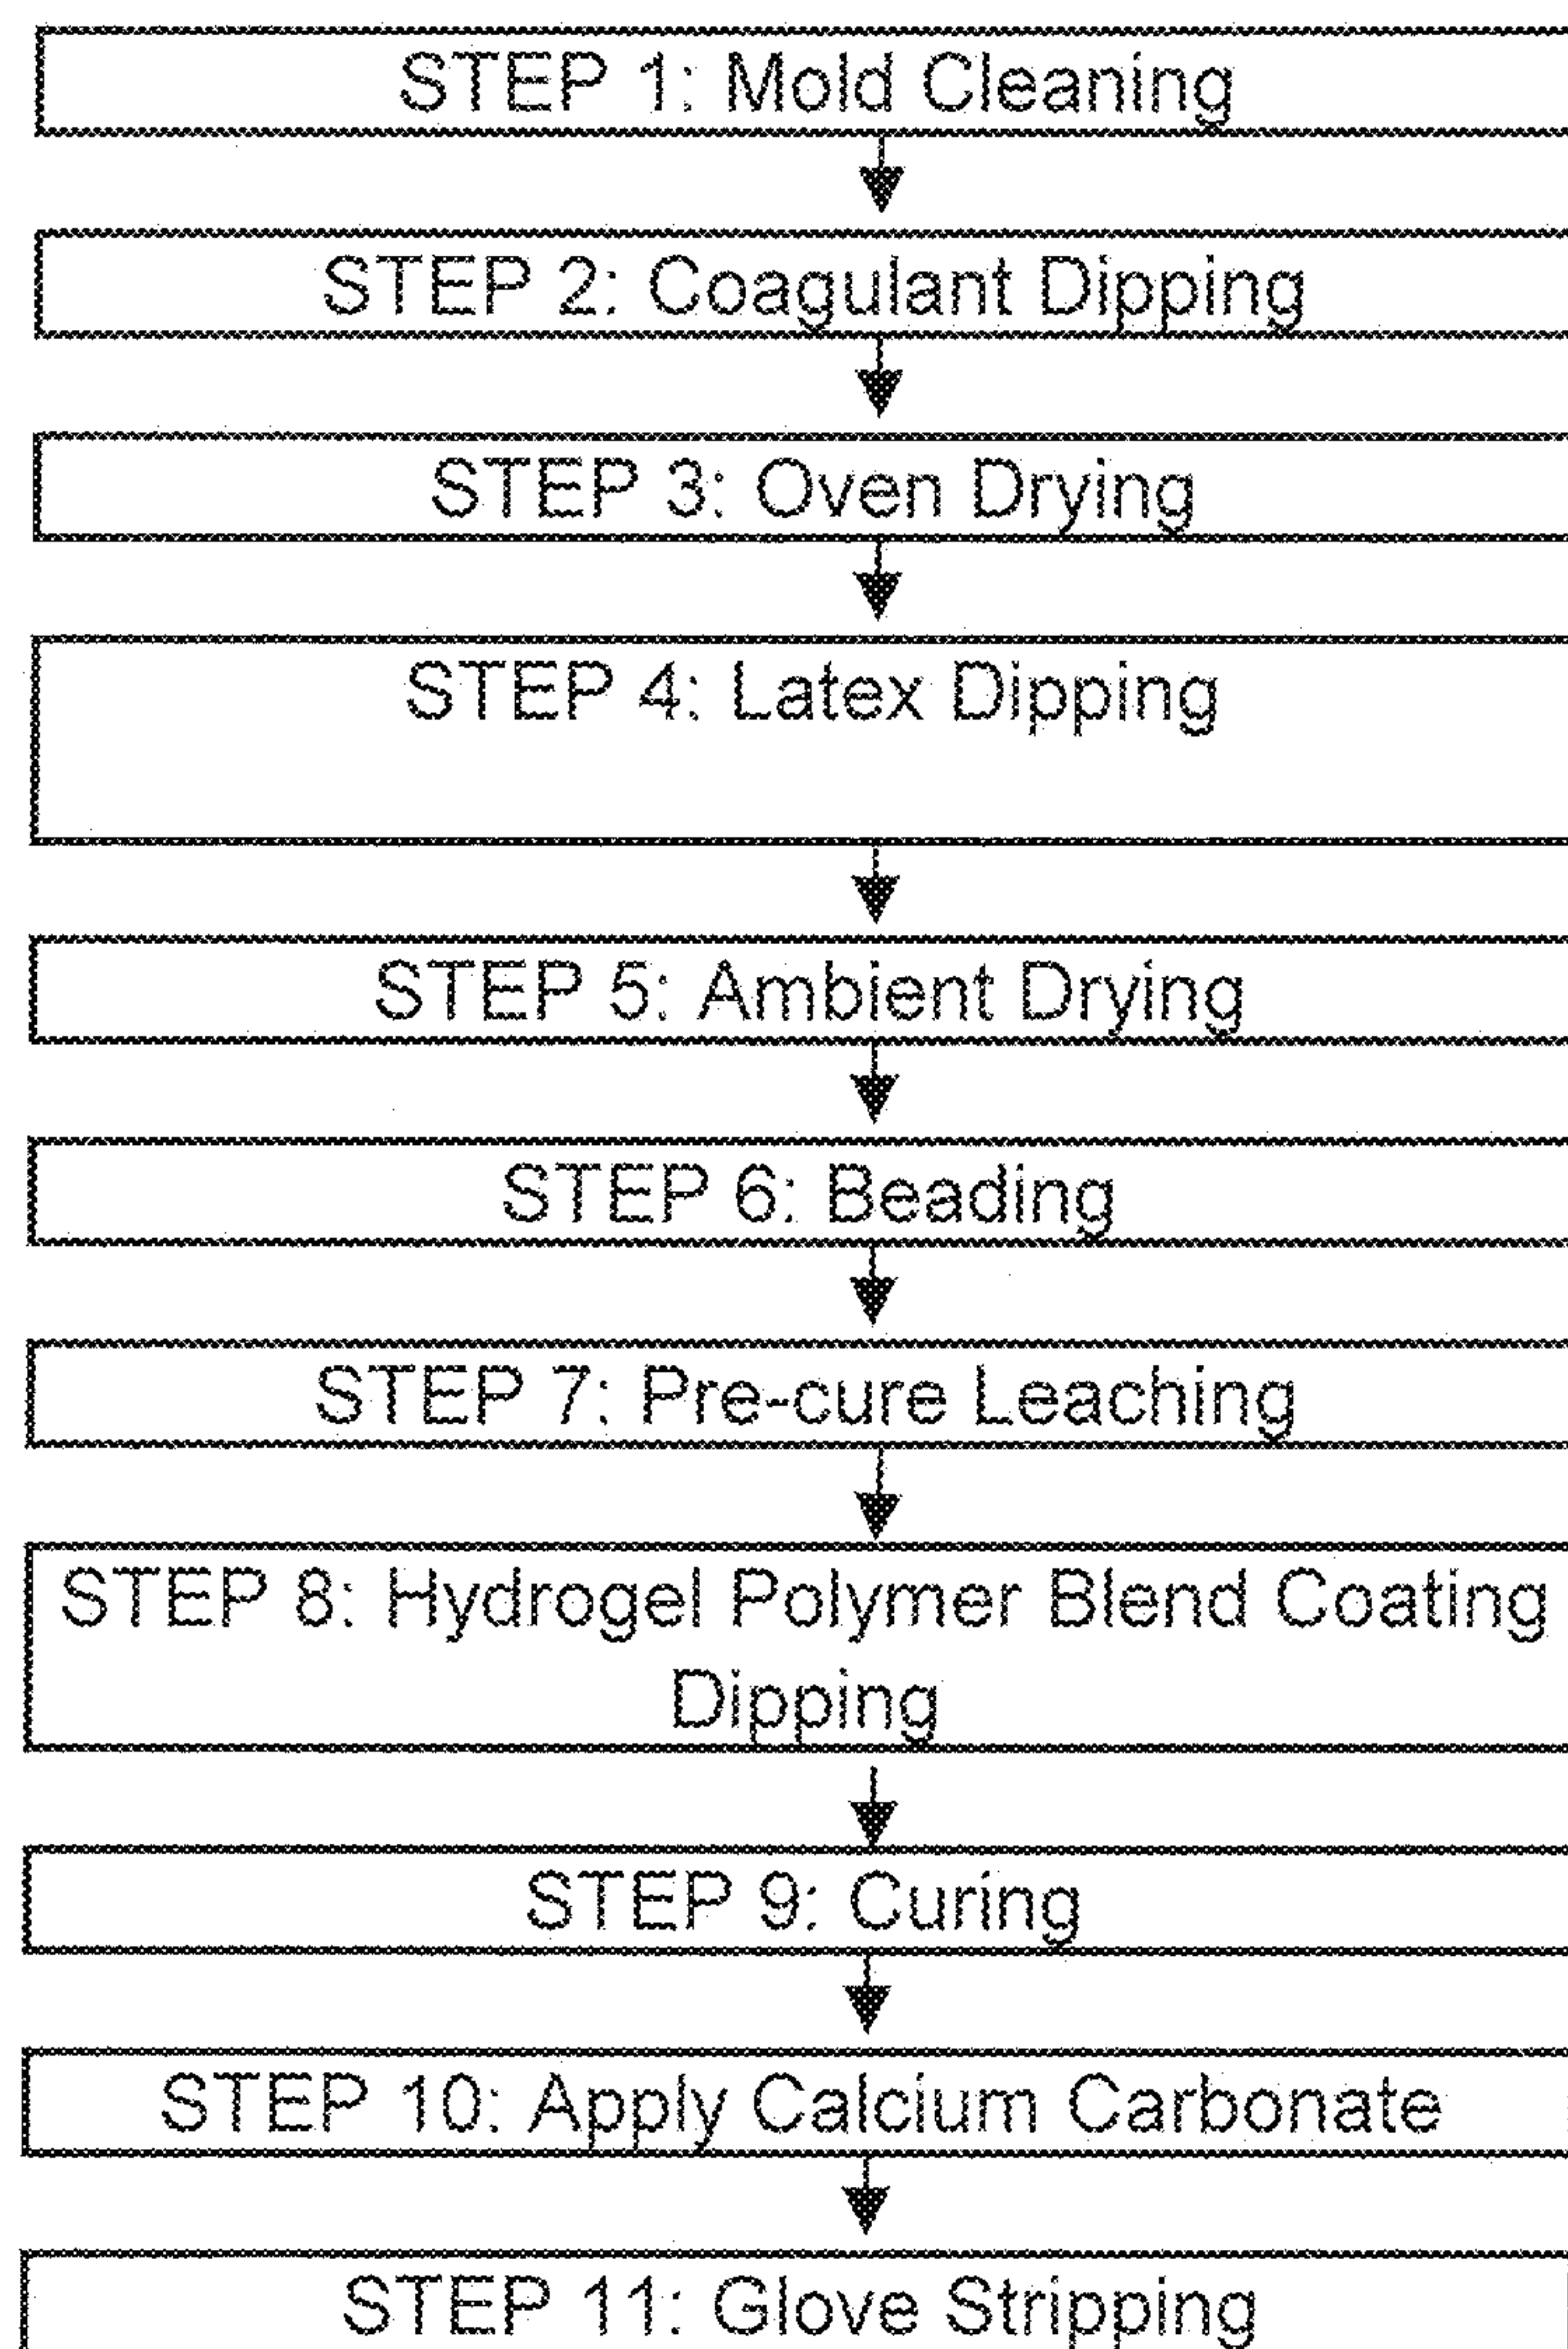 STEP 1: Mold Cleaning
STEP 2: Coagulant Dipping
STEP 3: Oven Drying
STEP 4: Latex Dipping
STEP 5: Ambient Drying
STEP 6: Beading
STEP 7: Pre-cure Leaching
STEP 8: Hydrogel Polymer Blend Coating
Dipping
STEP 9: Curing
STEP 10: Apply Calcium Carbonate
STEP 11: Glove Stripping